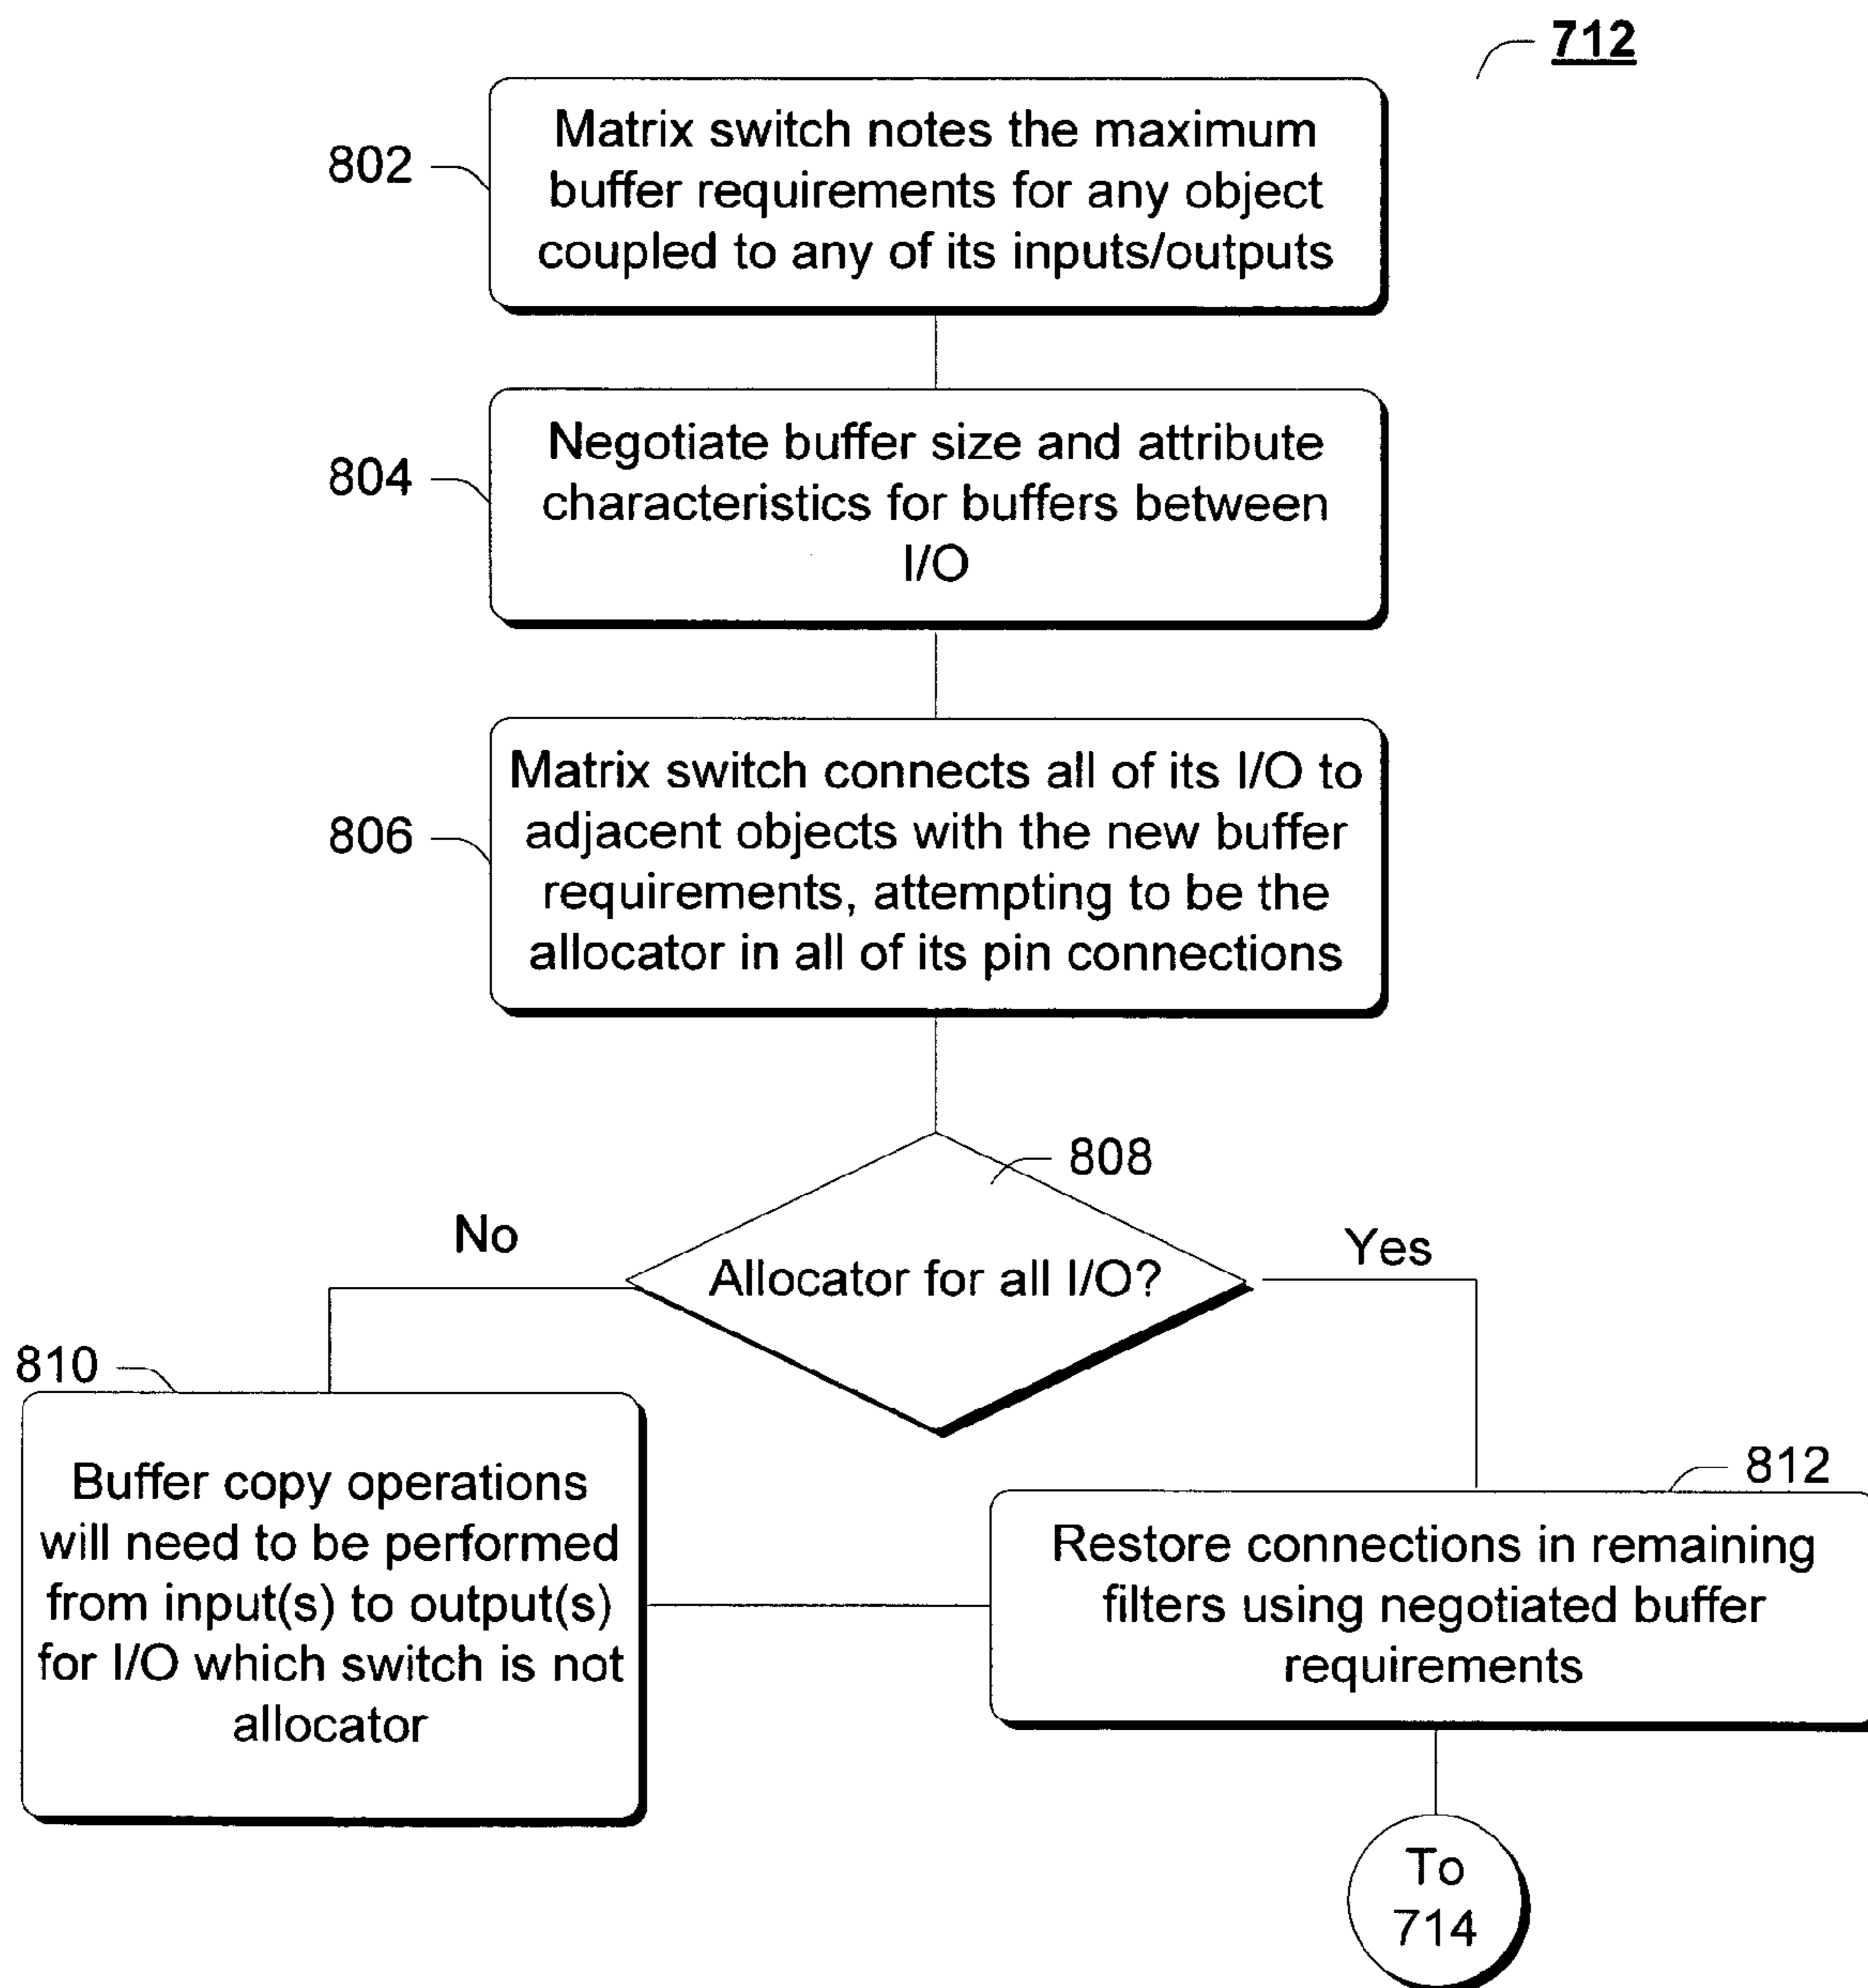 712
802
Matrix switch notes the maximum
buffer requirements for any object
coupled to any of its inputs/outputs
804
Negotiate buffer size and attribute
characteristics for buffers between
I/O
806
Matrix switch connects all of its I/O to
adjacent objects with the new buffer
requirements, attempting to be the
allocator in all of its pin connections
808
No
Allocator for all I/O?
Yes
810
Buffer copy operations
will need to be performed
from input(s) to output(s)
for I/O which switch is not
allocator
812
Restore connections in remaining
filters using negotiated buffer
requirements
To
714